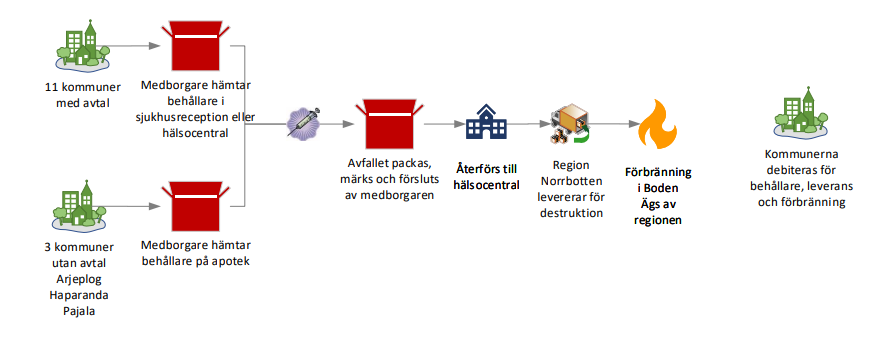 11 kommuner
med avtal
Medborgare hämtar
behållare i
sjukhusreception eller
hälsocentral
3 kommuner
utan avtal
Arjeplog
Haparanda
Pajala
Medborgare hämtar
behållare på apotek
Avfallet packas,
märks och försluts
av medborgaren
Återförs till
hälsocentral
Region
Norrbotten
levererar för
destruktion
Förbränning
i Boden
Ägs av
regionen
Kommunerna
debiteras för
behållare, leverans
och förbränning